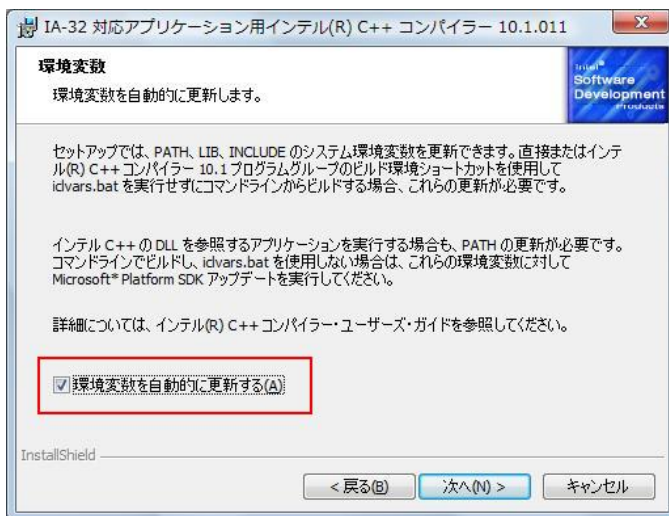 IA-32 対応アプリケーション用インテル(R) C++ コンパイラー 10.1.011
環境変数
環境変数を自動的に更新します。
Intel®
Software
Development
Products
セットアップでは、PATH、LIB、INCLUDE のシステム環境変数を更新できます。直接またはインテ
ル(R) C++ コンパイラー 10.1 プログラムグループのビルド環境ショートカットを使用して
iclvars.bat を実行せずにコマンドラインからビルドする場合、これらの更新が必要です。
インテル C++ の DLL を参照するアプリケーションを実行する場合も、PATH の更新が必要です。
コマンドラインでビルドし、iclvars.bat を使用しない場合は、これらの環境変数に対して
Microsoft* Platform SDK アップデートを実行してください。
詳細については、インテル(R) C++ コンパイラー・ユーザーズ・ガイドを参照してください。
環境変数を自動的に更新する(A)
InstallShield
< 戻る(B)
次へ(N) >
キャンセル